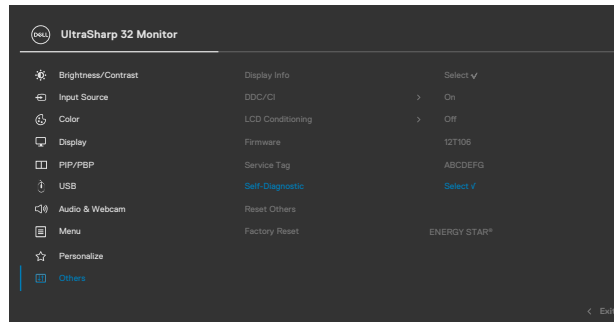 DELL UltraSharp 32 Monitor
Brightness/Contrast Display Info Select ✓
Input Source DDC/CI > On
Color LCD Conditioning > Off
Display Firmware 12T106
PIP/PBP Service Tag ABCDEFG
USB Self-Diagnostic Select √
Audio & Webcam Reset Others
Menu Factory Reset ENERGY STAR®
Personalize
Others
< Exit